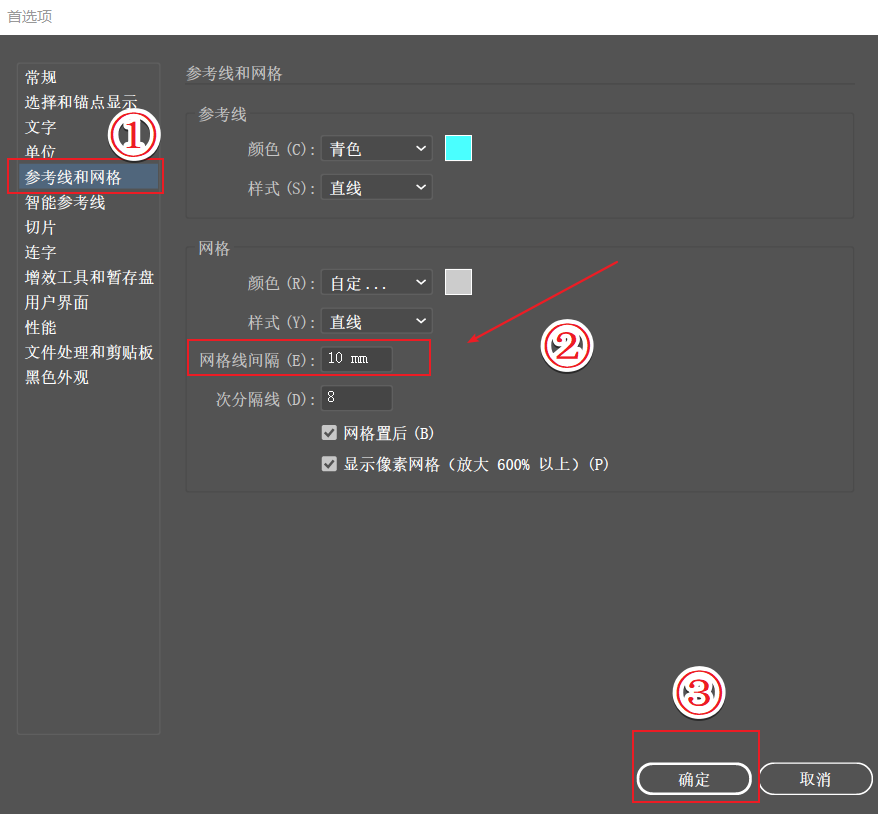 首选项
常规
选择和锚点显示
文字
单位
参考线和网格
智能参考线
切片
连字
增效工具和暂存盘
用户界面
性能
文件处理和剪贴板
黑色外观
①
参考线和网格
参考线
颜色 (C): 青色
样式 (S): 直线
网格
颜色 (R): 自定...
样式 (Y): 直线
网格线间隔 (E): 10 mm
②
次分隔线 (D): 8
网格置后 (B)
显示像素网格（放大 600% 以上）(P)
③
确定 取消